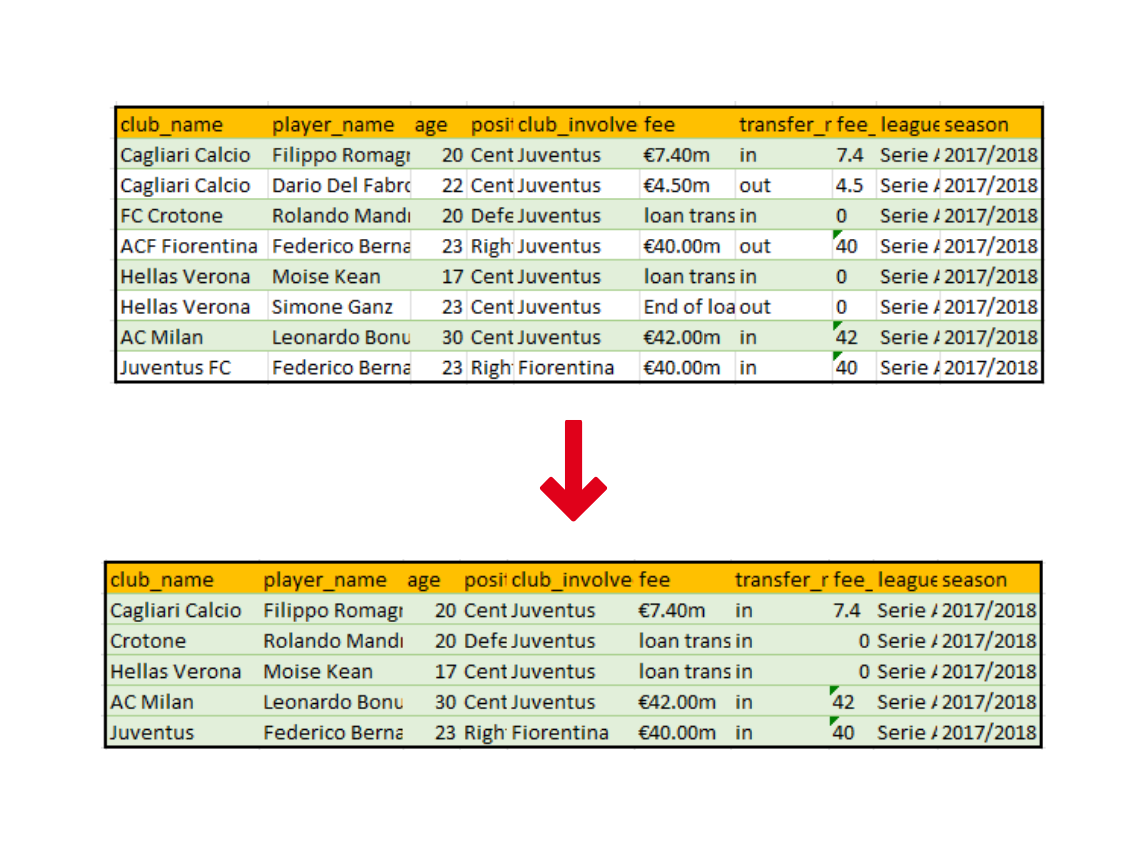 club_name player_name age posit club_involve fee transfer_r fee_ league season
Cagliari Calcio Filippo Romagn 20 Cent Juventus €7.40m in 7.4 Serie A 2017/2018
Cagliari Calcio Dario Del Fabro 22 Cent Juventus €4.50m out 4.5 Serie A 2017/2018
FC Crotone Rolando Mandr 20 Defe Juventus loan trans in 0 Serie A 2017/2018
ACF Fiorentina Federico Berna 23 Righ Juventus €40.00m out 40 Serie A 2017/2018
Hellas Verona Moise Kean 17 Cent Juventus loan trans in 0 Serie A 2017/2018
Hellas Verona Simone Ganz 23 Cent Juventus End of loa out 0 Serie A 2017/2018
AC Milan Leonardo Bonu 30 Cent Juventus €42.00m in 42 Serie A 2017/2018
Juventus FC Federico Berna 23 Righ Fiorentina €40.00m in 40 Serie A 2017/2018
club_name player_name age posit club_involve fee transfer_r fee_ league season
Cagliari Calcio Filippo Romagn 20 Cent Juventus €7.40m in 7.4 Serie A 2017/2018
Crotone Rolando Mandr 20 Defe Juventus loan trans in 0 Serie A 2017/2018
Hellas Verona Moise Kean 17 Cent Juventus loan trans in 0 Serie A 2017/2018
AC Milan Leonardo Bonu 30 Cent Juventus €42.00m in 42 Serie A 2017/2018
Juventus Federico Berna 23 Righ Fiorentina €40.00m in 40 Serie A 2017/2018